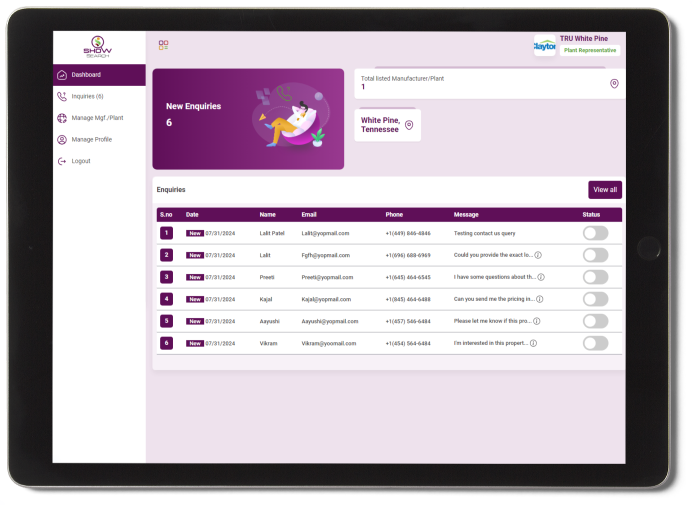 SHOW
SEARCH
Clayton
TRU White Pine
Plant Representative
Dashboard
Inquiries (6)
Manage Mgf./Plant
Manage Profile
Logout
New Enquiries
6
Total listed Manufacturer/Plant
1
White Pine,
Tennessee
Enquiries
View all
S.no Date Name Email Phone Message Status
1 New 07/31/2024 Lalit Patel Lalit@yopmail.com +1(449) 846-4846 Testing contact us query
2 New 07/31/2024 Lalit Fgfh@yopmail.com +1(696) 688-6969 Could you provide the exact lo...
3 New 07/31/2024 Preeti Preeti@yopmail.com +1(645) 464-6545 I have some questions about th...
4 New 07/31/2024 Kajal Kajal@yopmail.com +1(845) 464-6488 Can you send me the pricing in...
5 New 07/31/2024 Aayushi Aayushi@yopmail.com +1(457) 546-6484 Please let me know if this pro...
6 New 07/31/2024 Vikram Vikram@yoomail.com +1(454) 564-6484 I'm interested in this propert...